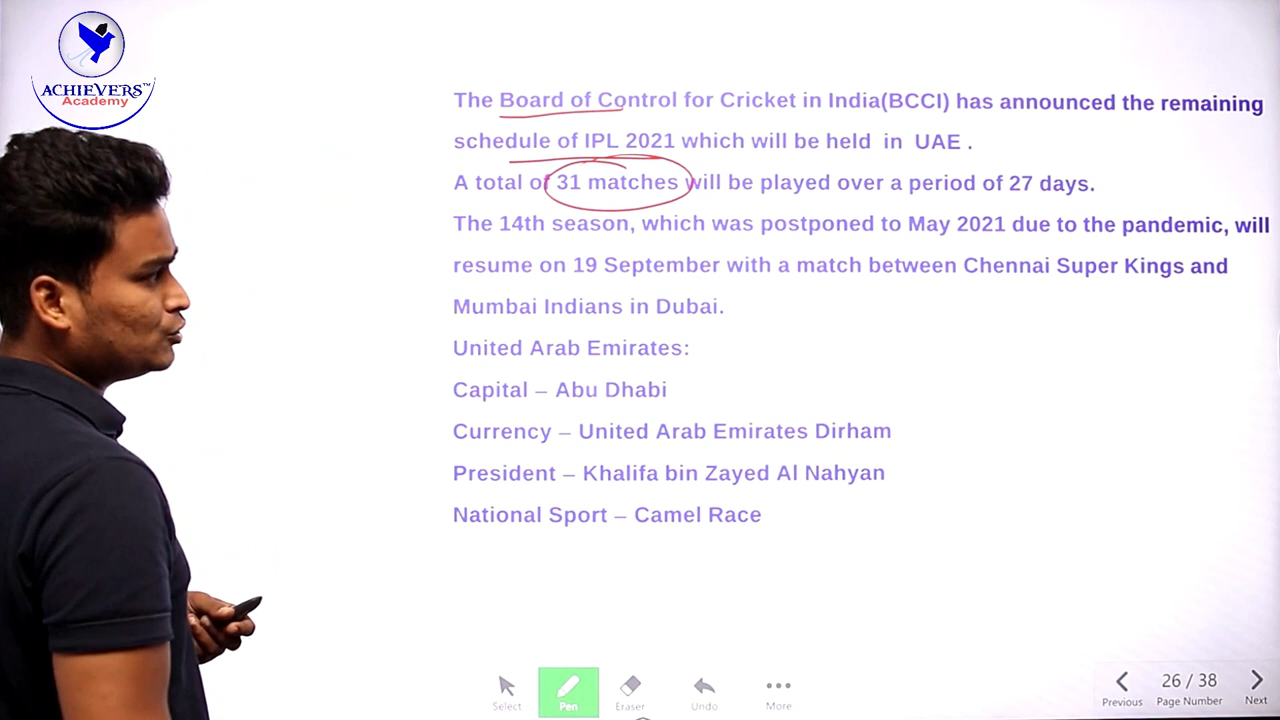 ACHIEVERS™
Academy
The Board of Control for Cricket in India(BCCI) has announced the remaining
schedule of IPL 2021 which will be held in UAE .
A total of 31 matches will be played over a period of 27 days.
The 14th season, which was postponed to May 2021 due to the pandemic, will
resume on 19 September with a match between Chennai Super Kings and
Mumbai Indians in Dubai.
United Arab Emirates:
Capital – Abu Dhabi
Currency – United Arab Emirates Dirham
President – Khalifa bin Zayed Al Nahyan
National Sport – Camel Race
Select Pen Eraser Undo More
26 / 38
Previous Page Number Next